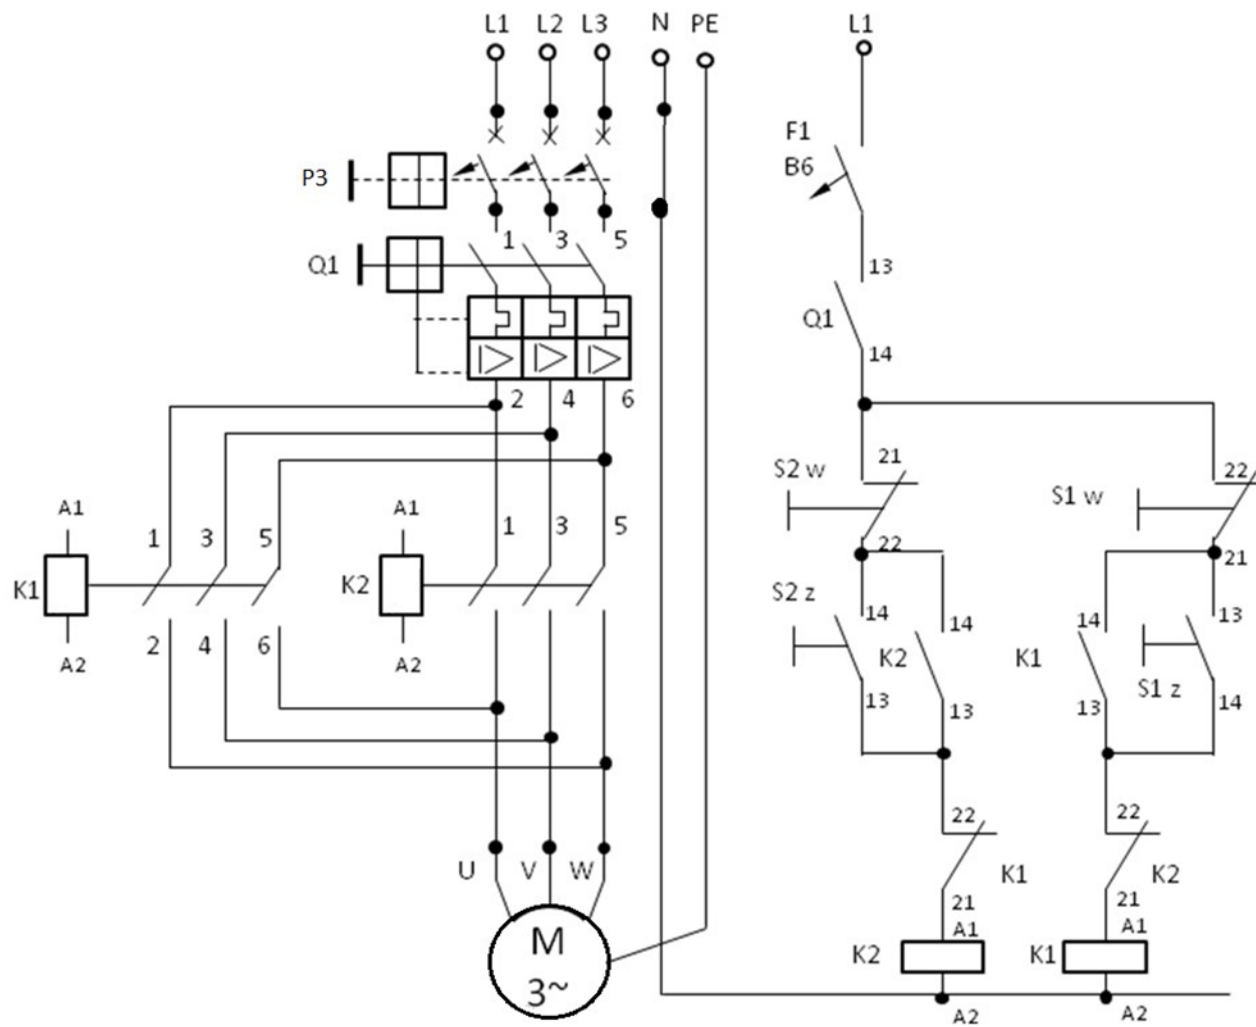 L1 L2 L3 N PE L1
F1
B6
P3
1 3 5
13
Q1
Q1
14
2 4 6
21
22
S2 w
S1 w
A1 A1
1 3 5 1 3 5
22
21
K1 K2
S2 z
14 14 14 13
K2 K1
2 4 6
A2 A2
S1 z
13 13 13 14
22 22
U V W
K1 K2
21 21
M
3~
A1 A1
K2 K1
A2 A2